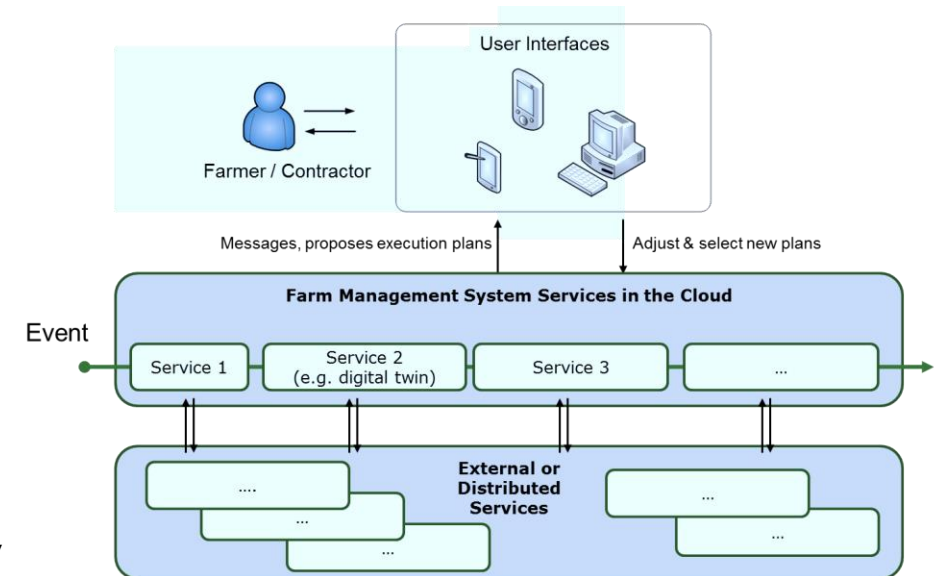 User Interfaces
Farmer / Contractor
Messages, proposes execution plans
Adjust & select new plans
Farm Management System Services in the Cloud
Event
Service 1
Service 2
(e.g. digital twin)
Service 3
...
External or
Distributed
Services
....
...
...
...
...